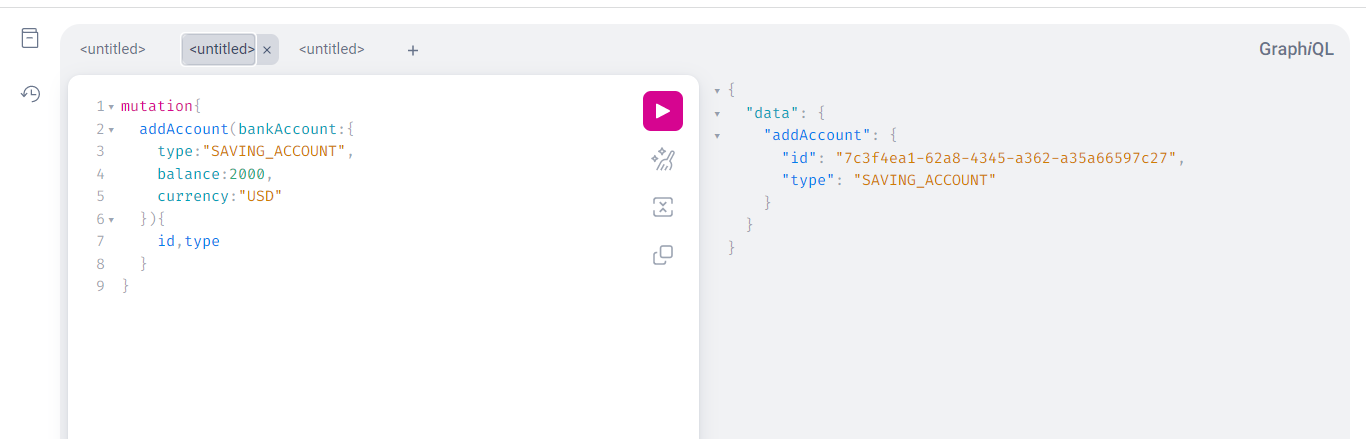 <untitled> <untitled> × <untitled> + GraphiQL
1 mutation{
2 addAccount(bankAccount:{
3 type:"SAVING_ACCOUNT",
4 balance:2000,
5 currency:"USD"
6 }){
7 id,type
8 }
9 }
{
"data": {
"addAccount": {
"id": "7c3f4ea1-62a8-4345-a362-a35a66597c27",
"type": "SAVING_ACCOUNT"
}
}
}